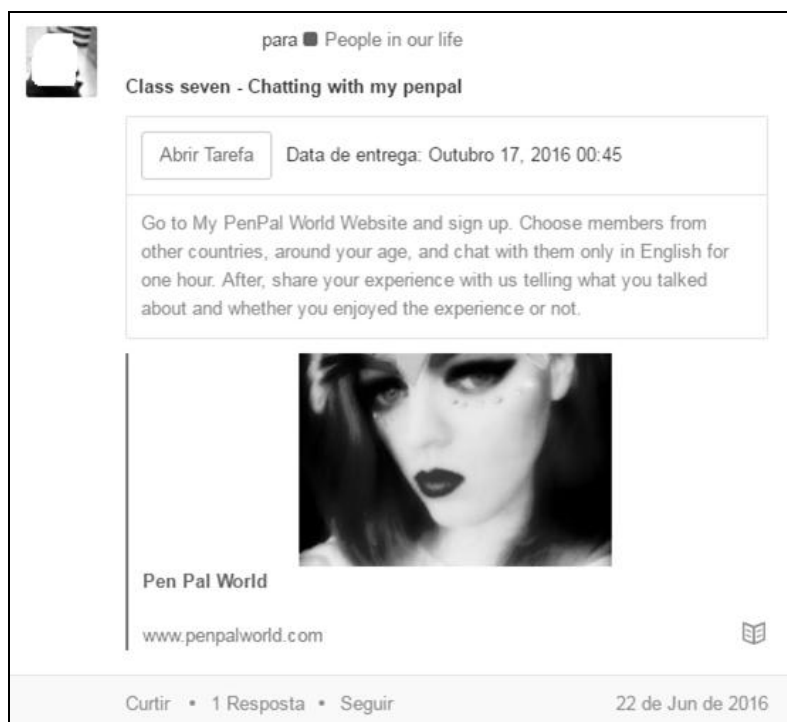 para People in our life
Class seven - Chatting with my penpal
Abrir Tarefa Data de entrega: Outubro 17, 2016 00:45
Go to My PenPal World Website and sign up. Choose members from
other countries, around your age, and chat with them only in English for
one hour. After, share your experience with us telling what you talked
about and whether you enjoyed the experience or not.
Pen Pal World
www.penpalworld.com
Curtir • 1 Resposta • Seguir 22 de Jun de 2016